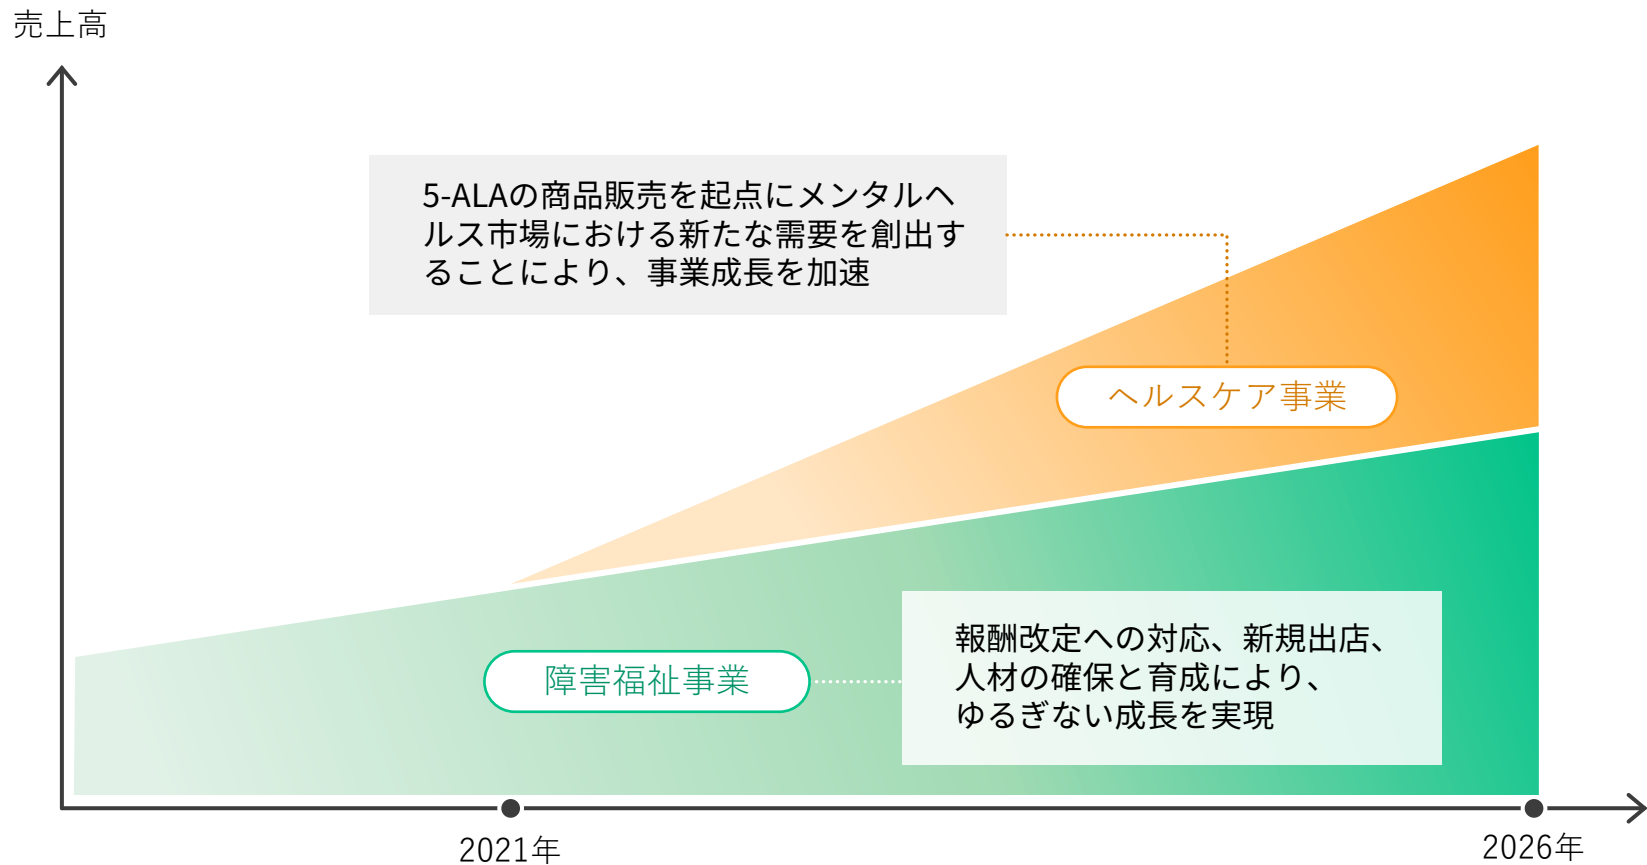 売上高
5-ALAの商品販売を起点にメンタルヘ
ルス市場における新たな需要を創出す
ることにより、事業成長を加速
ヘルスケア事業
障害福祉事業
報酬改定への対応、新規出店、
人材の確保と育成により、
ゆるぎない成長を実現
2021年
2026年